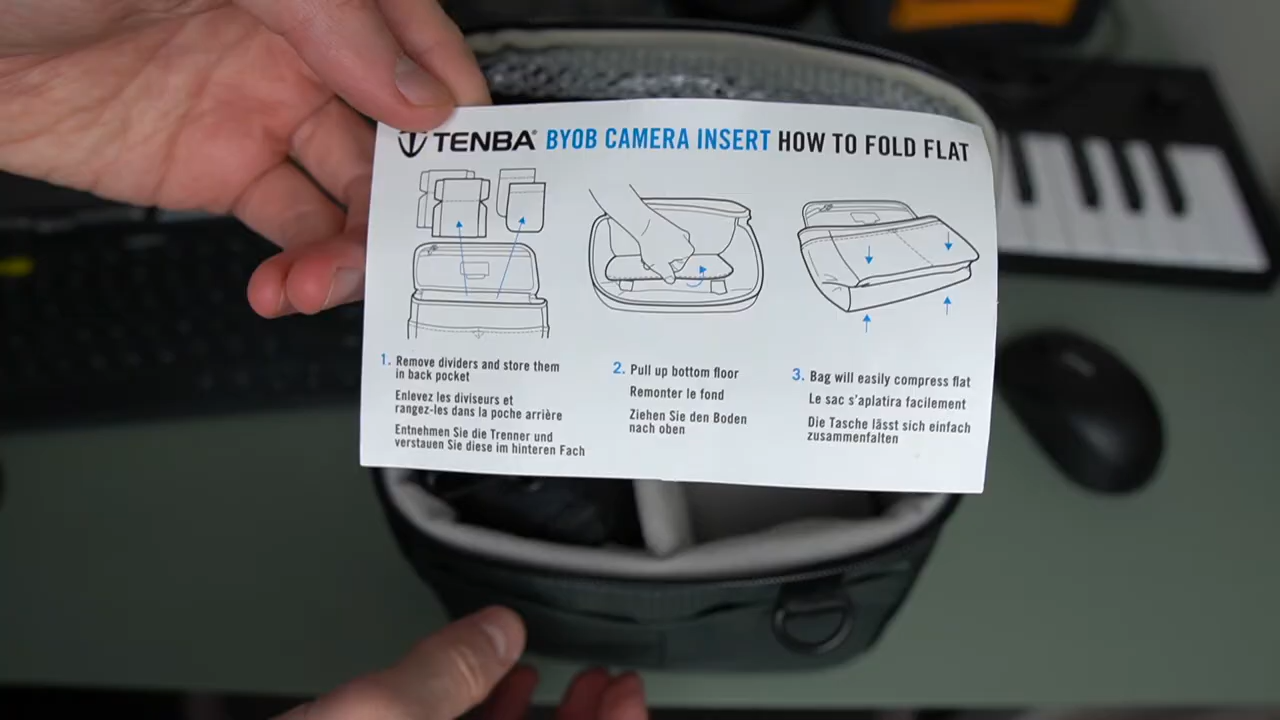 TENBA® BYOB CAMERA INSERT HOW TO FOLD FLAT
1. Remove dividers and store them
in back pocket
Enlevez les diviseurs et
rangez-les dans la poche arrière
Entnehmen Sie die Trenner und
verstauen Sie diese im hinteren Fach
2. Pull up bottom floor
Remonter le fond
Ziehen Sie den Boden
nach oben
3. Bag will easily compress flat
Le sac s'aplatira facilement
Die Tasche lässt sich einfach
zusammenfalten